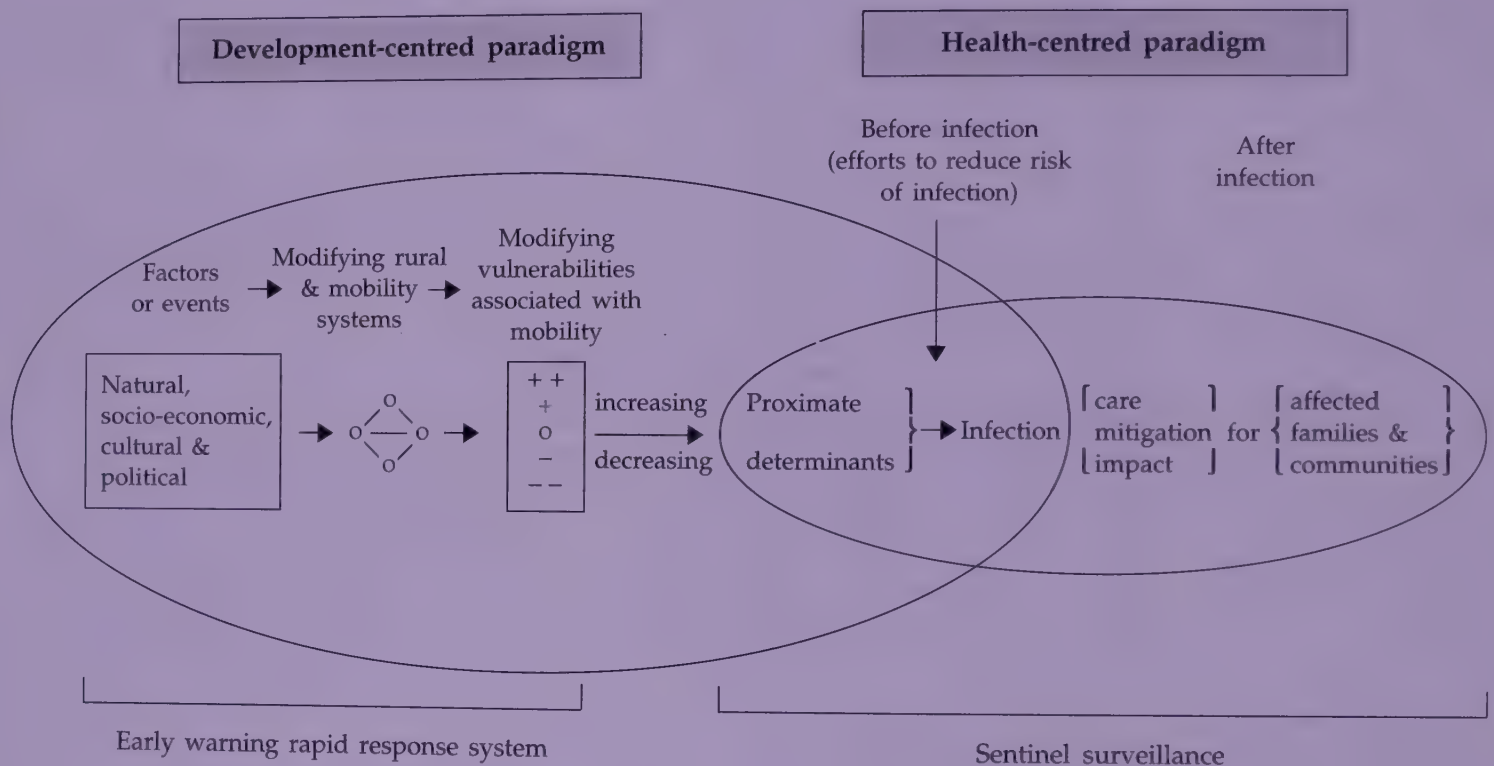 Development-centred paradigm
Health-centred paradigm
Before infection
(efforts to reduce risk
of infection)
After
infection
Factors
or events
Modifying rural
& mobility
systems
Modifying
vulnerabilities
associated with
mobility
Natural,
socio-economic,
cultural &
political
O
O O
O
+ +
+
O
−
− −
increasing
decreasing
Proximate
determinants
Infection
care
mitigation
impact
for
affected
families &
communities
Early warning rapid response system
Sentinel surveillance